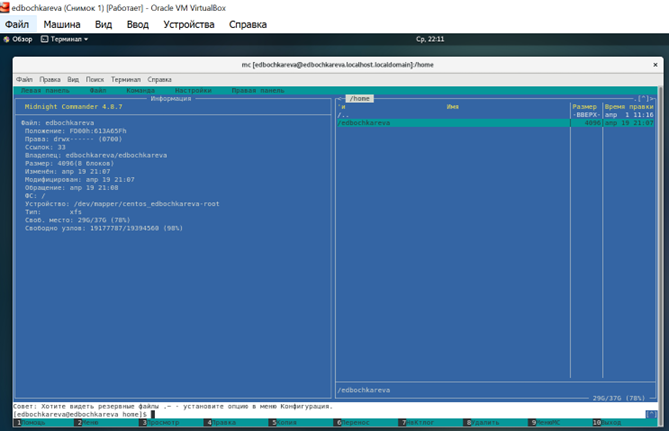 edbochkareva (Снимок 1) [Работает] - Oracle VM VirtualBox
Файл Машина Вид Ввод Устройства Справка
Обзор Терминал Ср, 22:11
mc [edbochkareva@edbochkareva.localhost.localdomain]:/home
Файл Правка Вид Поиск Терминал Справка
Левая панель Файл Команда Настройки Правая панель
Информация
Midnight Commander 4.8.7
Файл: edbochkareva
Положение: FD00h:613A65Fh
Права: drwx------ (0700)
Ссылок: 33
Владелец: edbochkareva/edbochkareva
Размер: 4096(8 блоков)
Изменён: апр 19 21:07
Модифицирован: апр 19 21:07
Обращение: апр 19 21:08
ФС: /
Устройство: /dev/mapper/centos_edbochkareva-root
Тип: xfs
Своб. место: 29G/37G (78%)
Свободно узлов: 19177787/19394560 (98%)
<- /home .[^]>
'и Имя Размер Время правки
/.. -ВВЕРХ- апр 1 11:16
/edbochkareva 4096 апр 19 21:07
/edbochkareva
29G/37G (78%)
Совет: Хотите видеть резервные файлы .~ - установите опцию в меню Конфигурация.
[edbochkareva@edbochkareva home]$
1Помощь 2Меню 3Просмотр 4Правка 5Копия 6Перенос 7НвКтлог 8Удалить 9МенюMC 10Выход